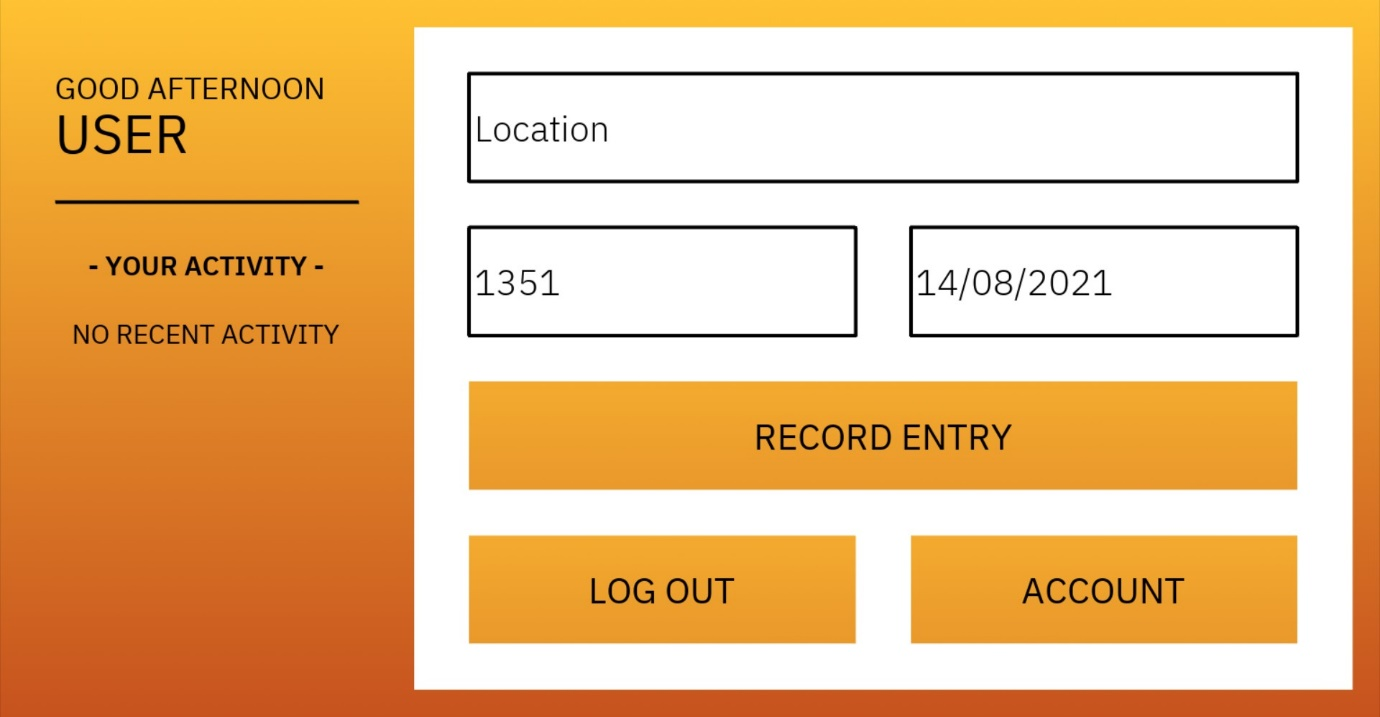 GOOD AFTERNOON
USER
- YOUR ACTIVITY -
NO RECENT ACTIVITY
Location
1351
14/08/2021
RECORD ENTRY
LOG OUT
ACCOUNT